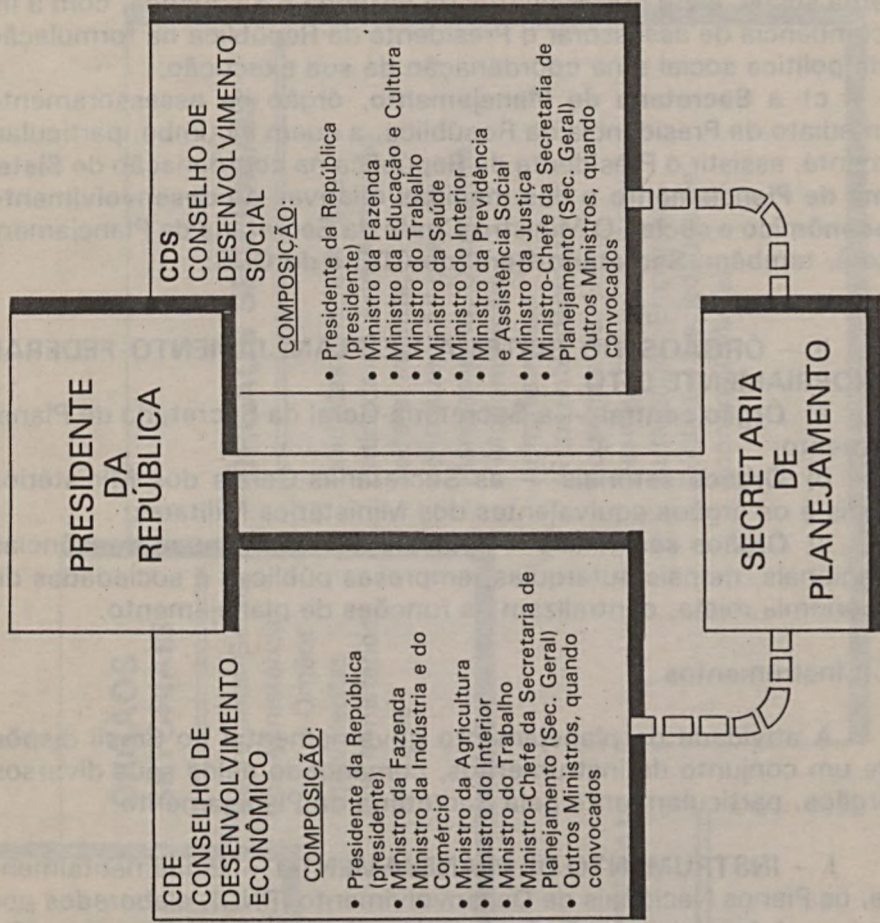 PRESIDENTE
DA
REPÚBLICA
CDE
CONSELHO DE
DESENVOLVIMENTO
ECONÔMICO
COMPOSIÇÃO:
• Presidente da República
(presidente)
• Ministro da Fazenda
• Ministro da Indústria e do
Comércio
• Ministro da Agricultura
• Ministro do Interior
• Ministro do Trabalho
• Ministro-Chefe da Secretaria de
Planejamento (Sec. Geral)
• Outros Ministros, quando
convocados
CDS
CONSELHO DE
DESENVOLVIMENTO
SOCIAL
COMPOSIÇÃO:
• Presidente da República
(presidente)
• Ministro da Fazenda
• Ministro da Educação e Cultura
• Ministro do Trabalho
• Ministro da Saúde
• Ministro do Interior
• Ministro da Previdência
e Assistência Social
• Ministro da Justiça
• Ministro-Chefe da Secretaria de
Planejamento (Sec. Geral)
• Outros Ministros, quando
convocados
SECRETARIA
DE
PLANEJAMENTO